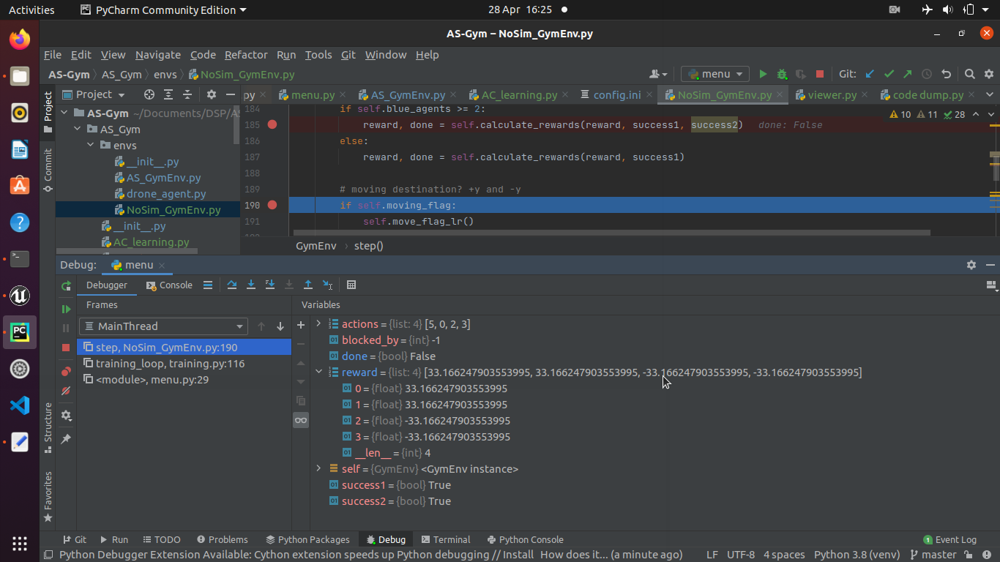 Activities PyCharm Community Edition 28 Apr 16:25
AS-Gym – NoSim_GymEnv.py
File Edit View Navigate Code Refactor Run Tools Git Window Help
AS-Gym AS_Gym envs NoSim_GymEnv.py menu Git:
Project .py menu.py AS_GymEnv.py AC_learning.py config.ini NoSim_GymEnv.py viewer.py code dump.py
Project
Commit
AS-Gym ~/Documents/DSP/AS
AS_Gym
envs
__init__.py
AS_GymEnv.py
drone_agent.py
NoSim_GymEnv.py
__init__.py
AC_learning.py
184 if self.blue_agents >= 2:
10 11 28
185 reward, done = self.calculate_rewards(reward, success1, success2) done: False
186 else:
187 reward, done = self.calculate_rewards(reward, success1)
188
189 # moving destination? +y and -y
190 if self.moving_flag:
191 self.move_flag_lr()
GymEnv step()
Debug: menu
Debugger Console
Frames
MainThread
step, NoSim_GymEnv.py:190
training_loop, training.py:116
<module>, menu.py:29
Variables
actions = {list: 4} [5, 0, 2, 3]
blocked_by = {int} -1
done = {bool} False
reward = {list: 4} [33.166247903553995, 33.166247903553995, -33.166247903553995, -33.166247903553995]
0 = {float} 33.166247903553995
1 = {float} 33.166247903553995
2 = {float} -33.166247903553995
3 = {float} -33.166247903553995
__len__ = {int} 4
self = {GymEnv} <GymEnv instance>
success1 = {bool} True
success2 = {bool} True
Structure
Favorites
Git Run TODO Problems Python Packages Debug Terminal Python Console 1 Event Log
Python Debugger Extension Available: Cython extension speeds up Python debugging // Install How does it... (a minute ago) LF UTF-8 4 spaces Python 3.8 (venv) master